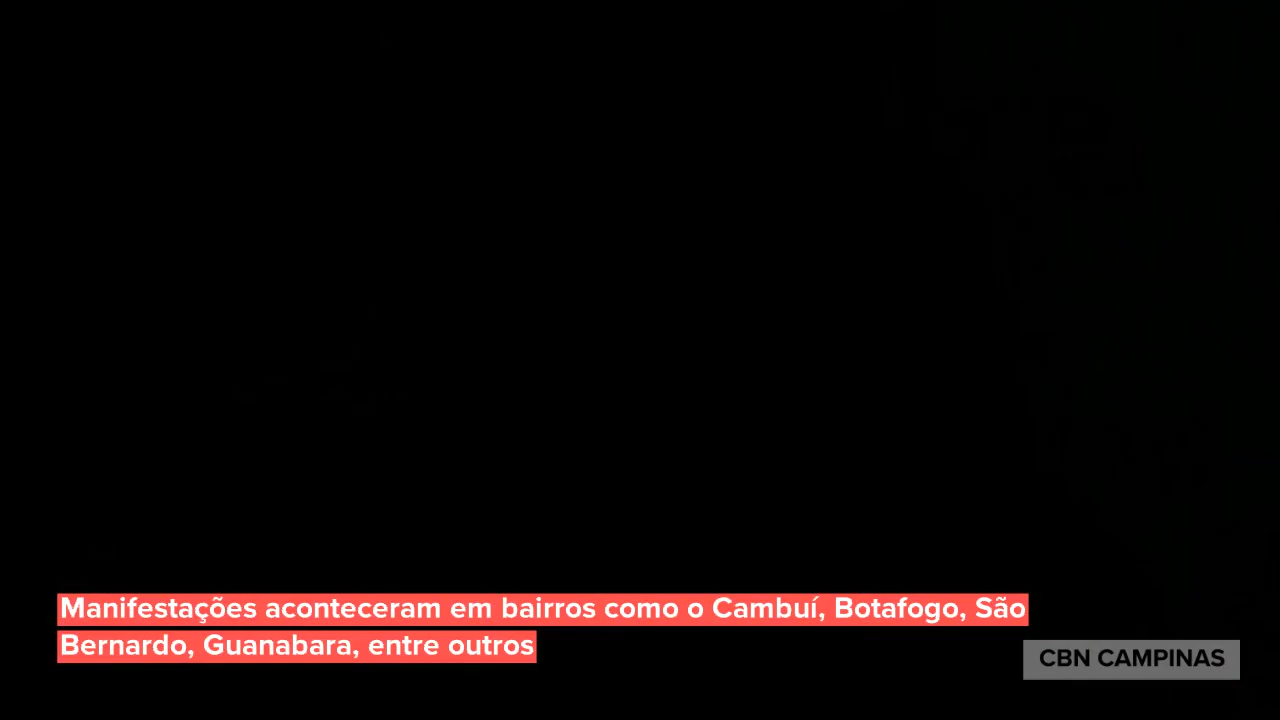 Manifestações aconteceram em bairros como o Cambuí, Botafogo, São
Bernardo, Guanabara, entre outros
CBN CAMPINAS